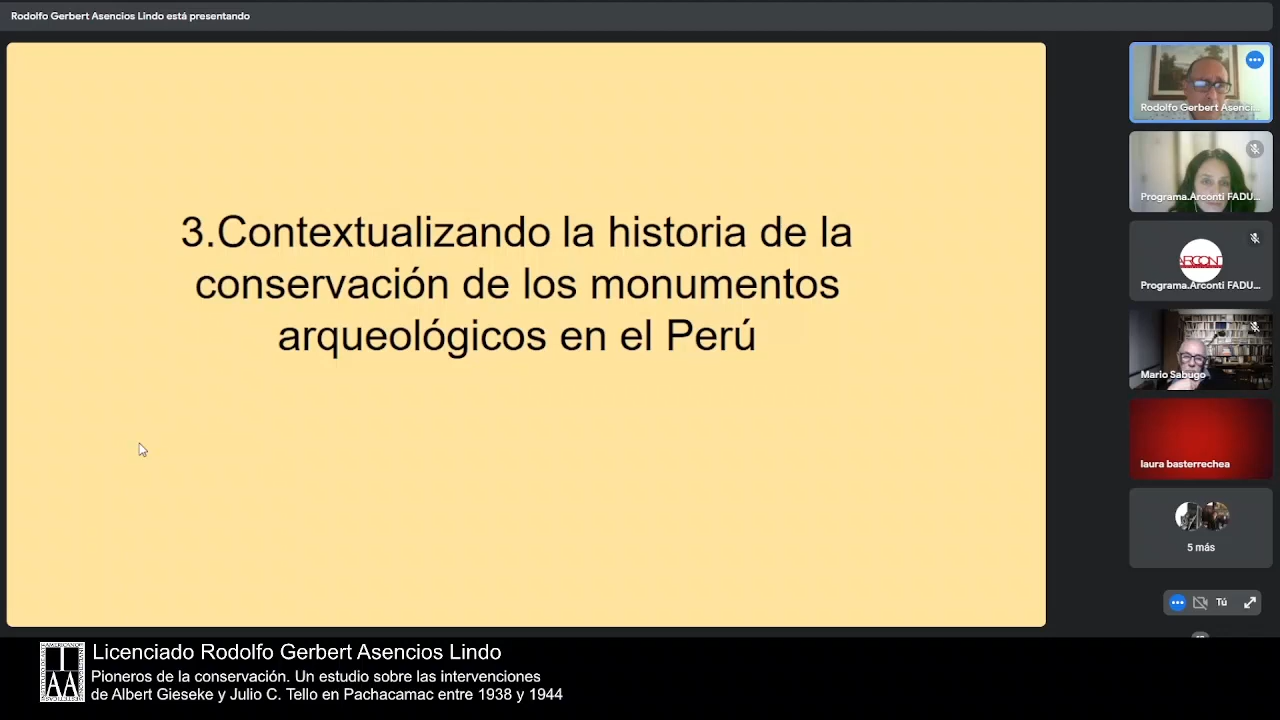 Rodolfo Gerbert Asencios Lindo está presentando
3.Contextualizando la historia de la
conservación de los monumentos
arqueológicos en el Perú
Rodolfo Gerbert Asenci...
Programa.Arconti FADU...
ARCONTI
Programa.Arconti FADU...
Mario Sabugo
laura basterrechea
5 más
Tú
IAA
Licenciado Rodolfo Gerbert Asencios Lindo
Pioneros de la conservación. Un estudio sobre las intervenciones
de Albert Gieseke y Julio C. Tello en Pachacamac entre 1938 y 1944